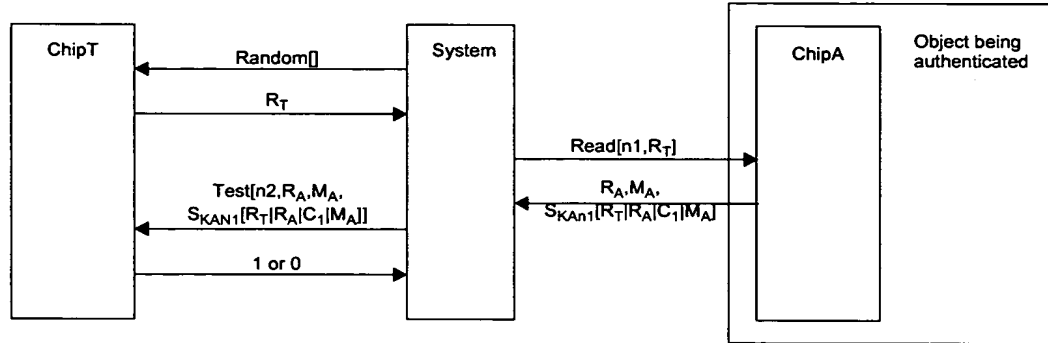 ChipT
System
ChipA
Object being
authenticated
Random[]
R_T
Read[n1,R_T]
R_A,M_A,
S_KAn1[R_T|R_A|C_1|M_A]
Test[n2,R_A,M_A,
S_KAN1[R_T|R_A|C_1|M_A]]
1 or 0